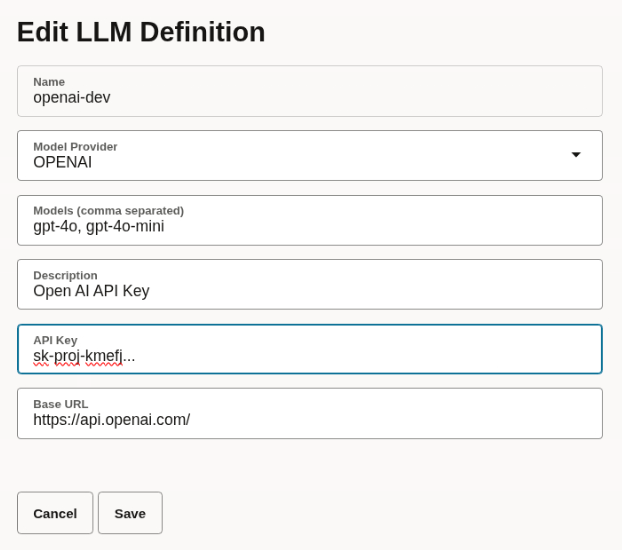 Edit LLM Definition
Name
openai-dev
Model Provider
OPENAI
Models (comma separated)
gpt-4o, gpt-4o-mini
Description
Open AI API Key
API Key
sk-proj-kmefj...
Base URL
https://api.openai.com/
Cancel Save